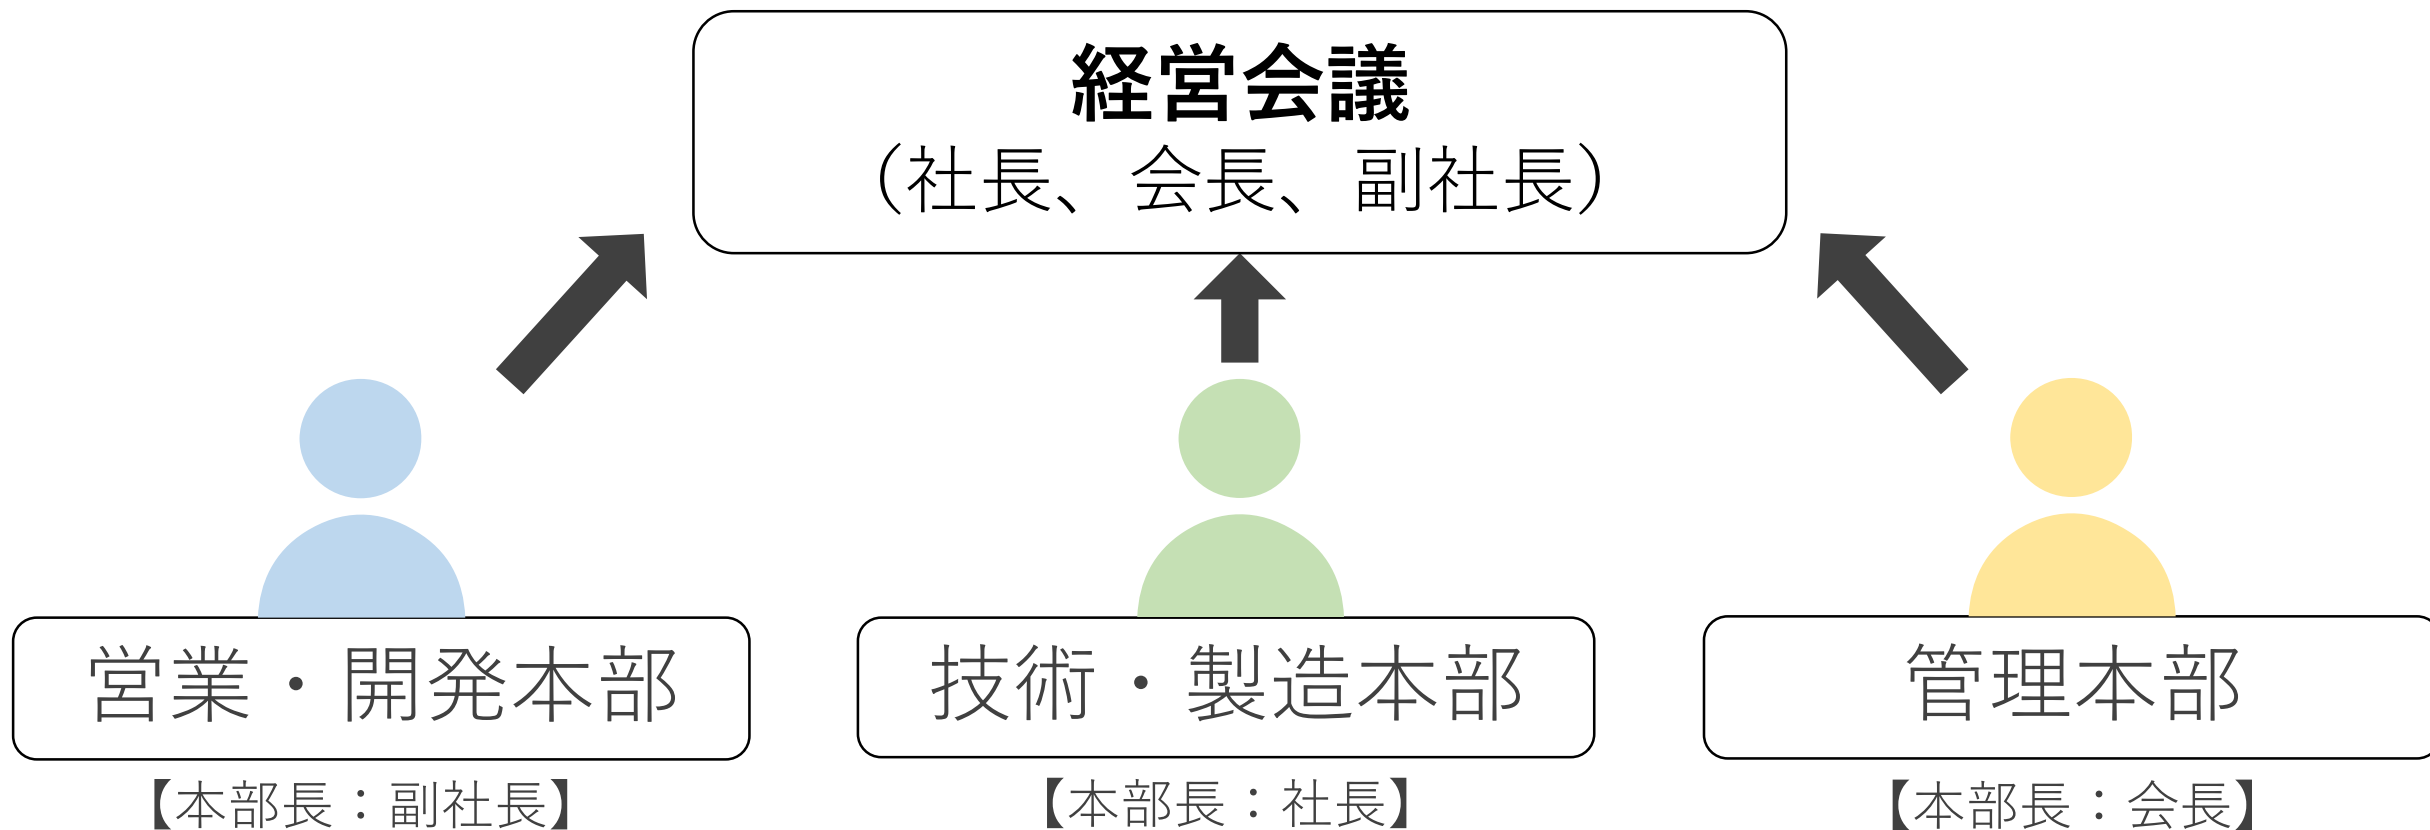 経営会議
（社長、会長、副社長）
営業・開発本部
技術・製造本部
管理本部
【本部長：副社長】
【本部長：社長】
【本部長：会長】